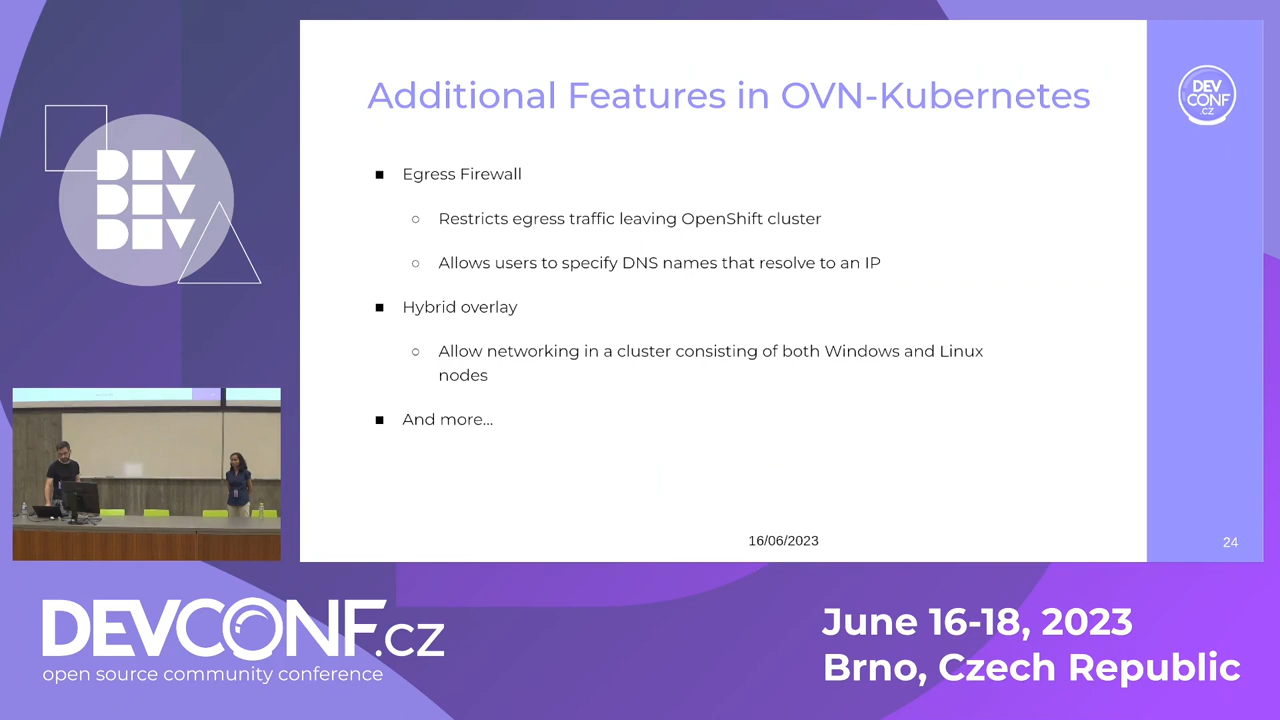 Additional Features in OVN-Kubernetes
DEV
CONF
.CZ
■ Egress Firewall
○ Restricts egress traffic leaving OpenShift cluster
○ Allows users to specify DNS names that resolve to an IP
■ Hybrid overlay
○ Allow networking in a cluster consisting of both Windows and Linux
nodes
■ And more...
16/06/2023
24
DEV
DEV
DEV
DEVCONF.CZ
open source community conference
June 16-18, 2023
Brno, Czech Republic